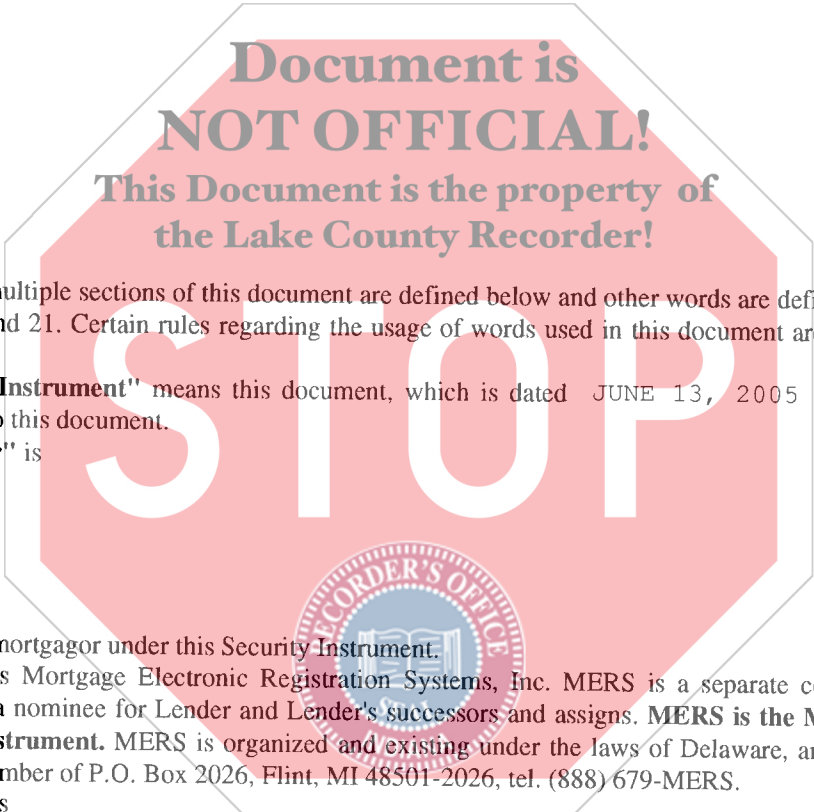 Document is
NOT OFFICIAL!
This Document is the property of
the Lake County Recorder!
ultiple sections of this document are defined below and other words are defi
nd 21. Certain rules regarding the usage of words used in this document ar
Instrument" means this document, which is dated JUNE 13, 2005
this document.
" is
STOP
RECORDER'S OFFICE
mortgagor under this Security Instrument.
s Mortgage Electronic Registration Systems, Inc. MERS is a separate c
a nominee for Lender and Lender's successors and assigns. MERS is the M
strument. MERS is organized and existing under the laws of Delaware, a
mber of P.O. Box 2026, Flint, MI 48501-2026, tel. (888) 679-MERS.
s
SEAL
INDIANA